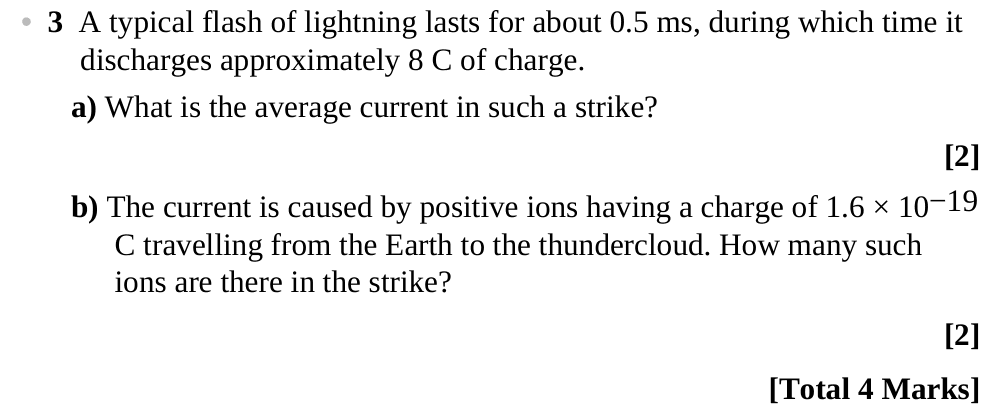 • 3 A typical flash of lightning lasts for about 0.5 ms, during which time it
discharges approximately 8 C of charge.
a) What is the average current in such a strike?
[2]
b) The current is caused by positive ions having a charge of 1.6 × 10⁻¹⁹
C travelling from the Earth to the thundercloud. How many such
ions are there in the strike?
[2]
[Total 4 Marks]